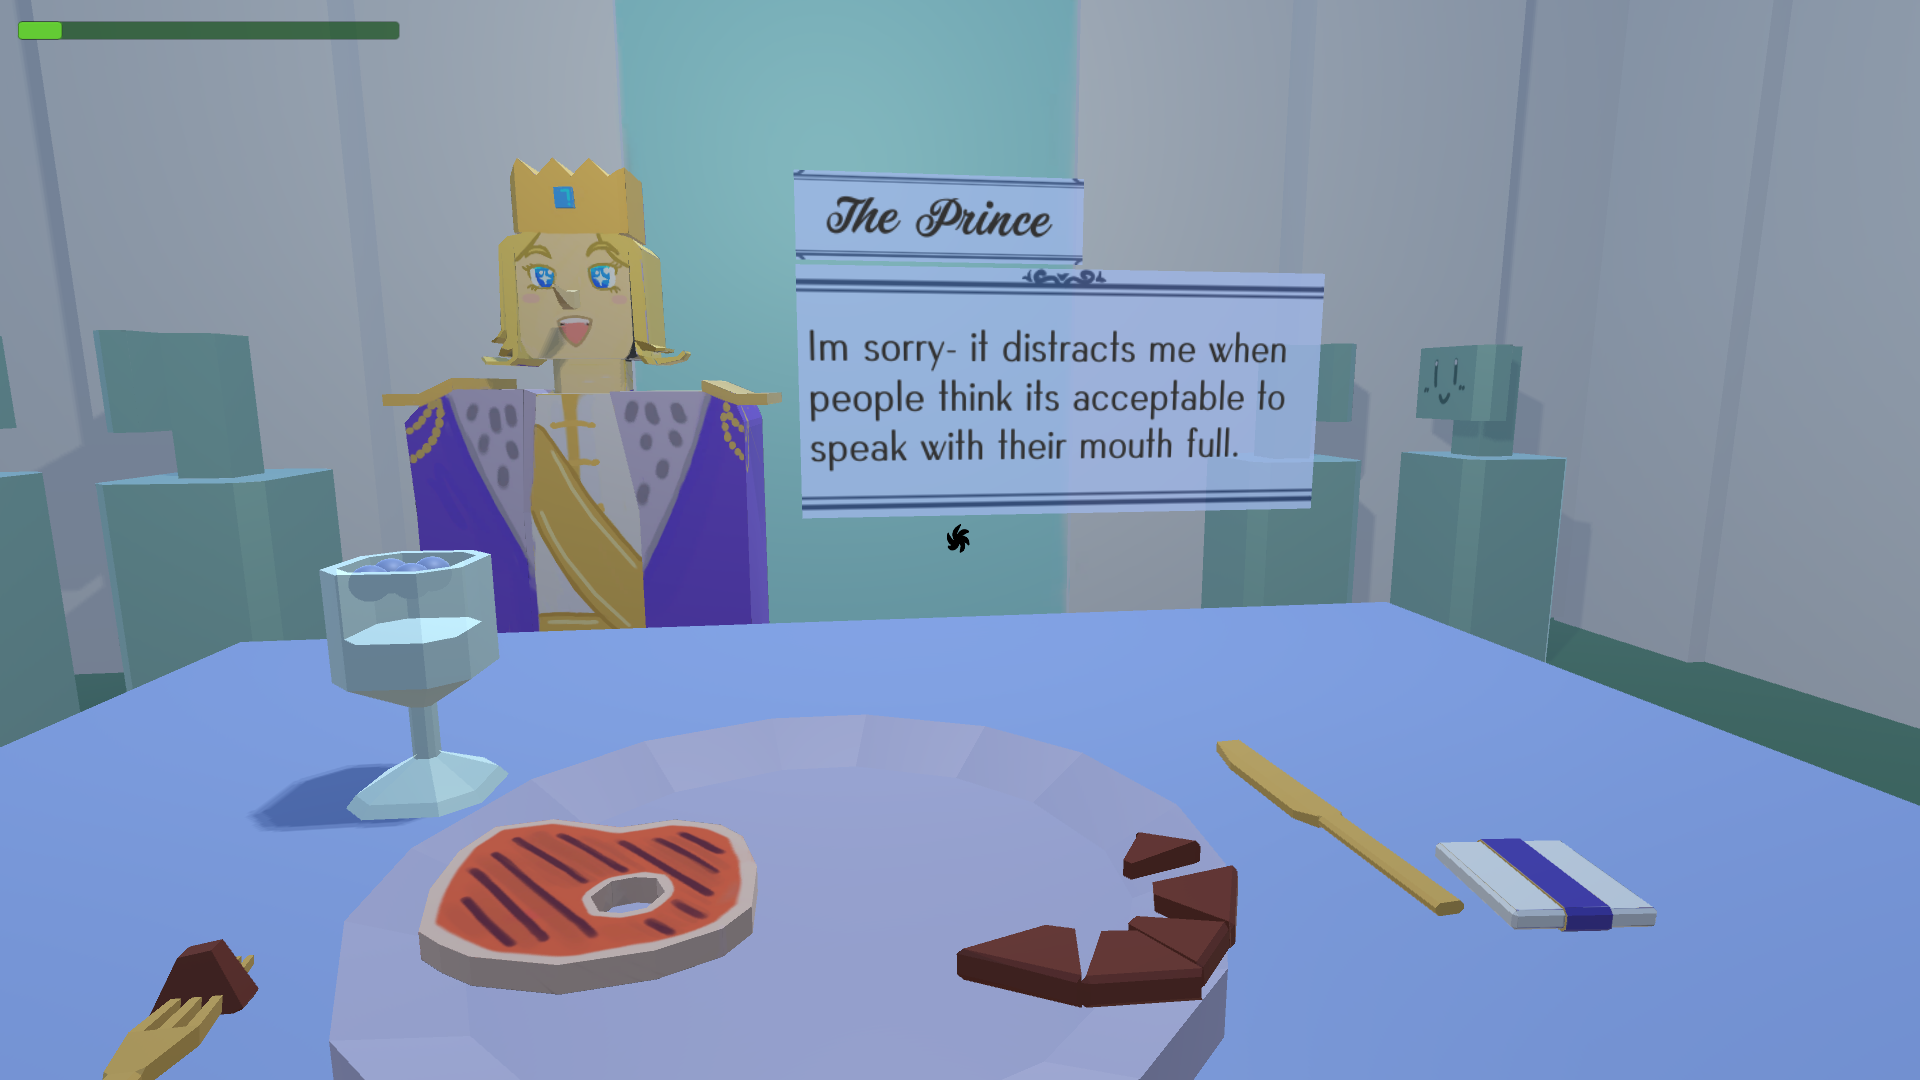 The Prince
Im sorry- it distracts me when
people think its acceptable to
speak with their mouth full.